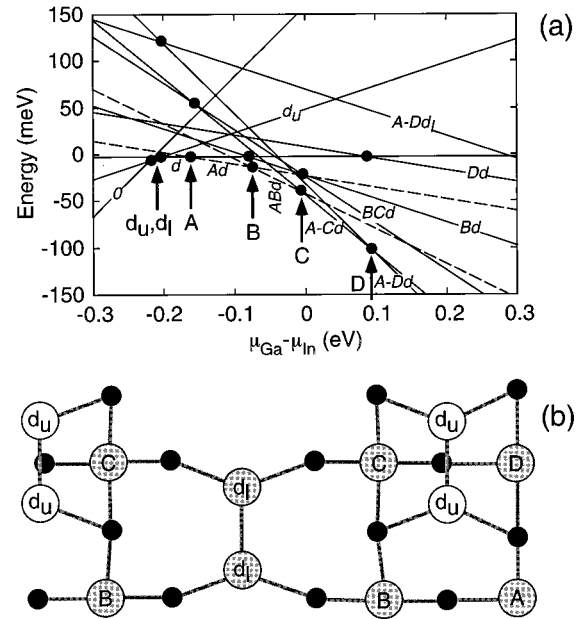 (a)
150
100
50
0
-50
-100
-150
Energy (meV)
0
d
Ad
ABd
d_u
A-Dd_l
Dd
Bd
BCd
A-Cd
A-Dd
d_u,d_l
A
B
C
D
-0.3 -0.2 -0.1 0 0.1 0.2 0.3
μ_Ga-μ_In (eV)
(b)
d_u d_u
C d_l C D
d_u d_u
B d_l B A